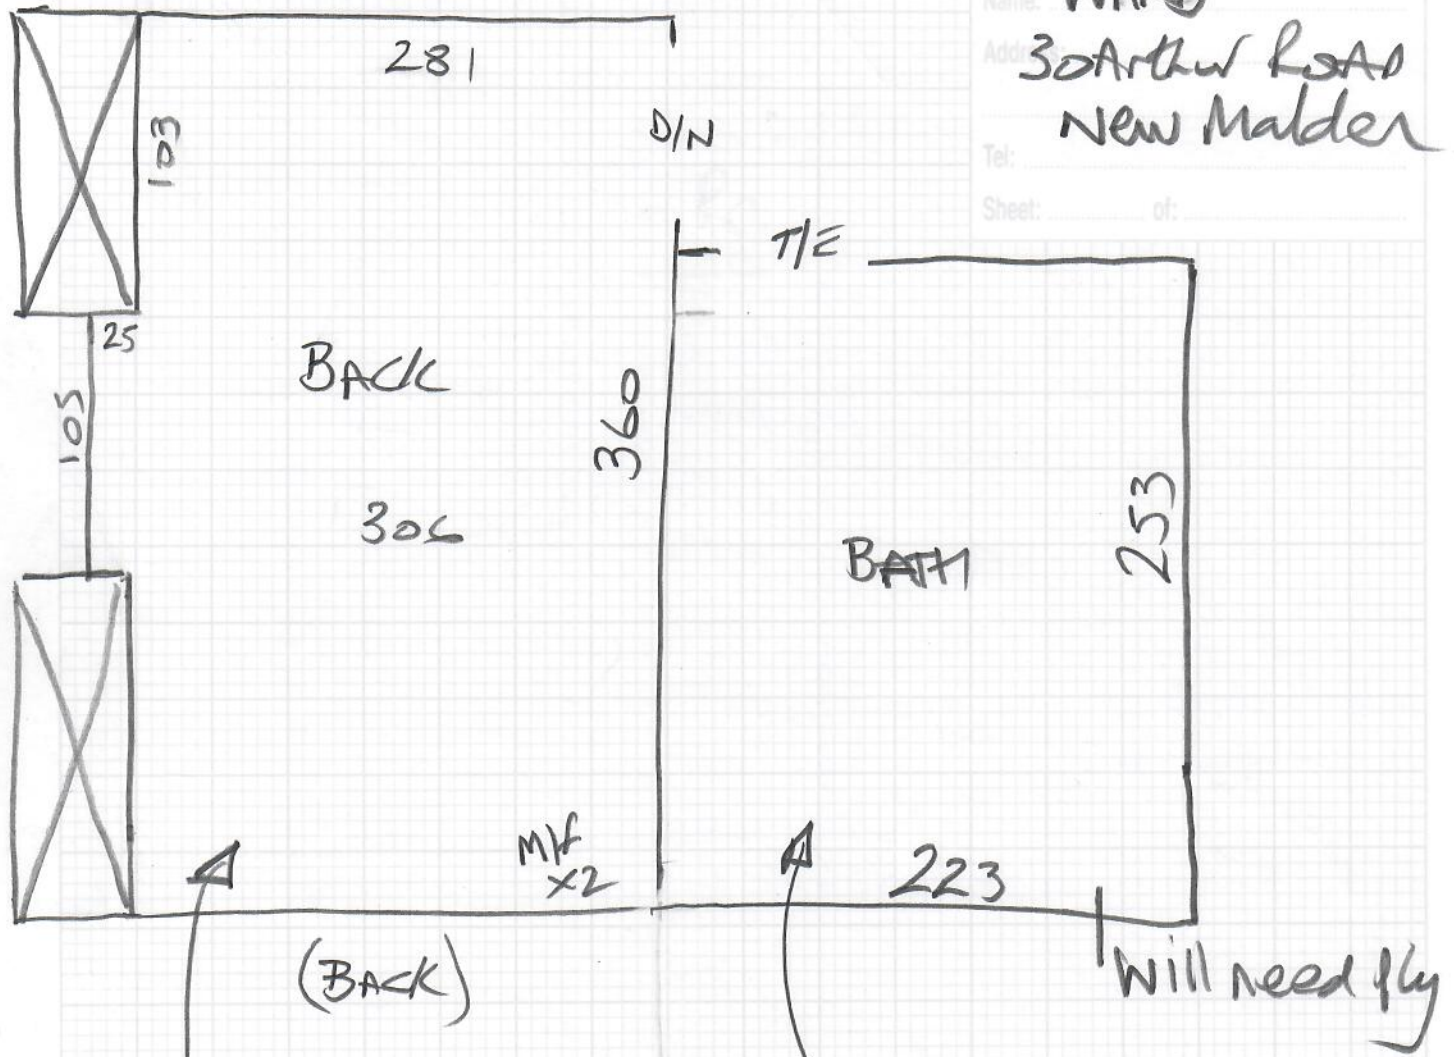 Name: WARD
Address: 30 Arthur ROAD
New Malden
Tel:
Sheet: of:
281
D/N
103
T/E
25
BACK
105
360
306
253
BATH
M/f
x2
223
(BACK)
Will need ply